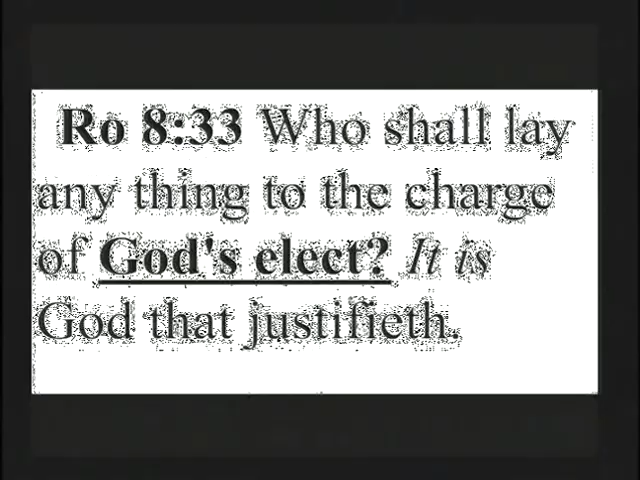 Ro 8:33 Who shall lay
any thing to the charge
of God's elect? It is
God that justifieth.